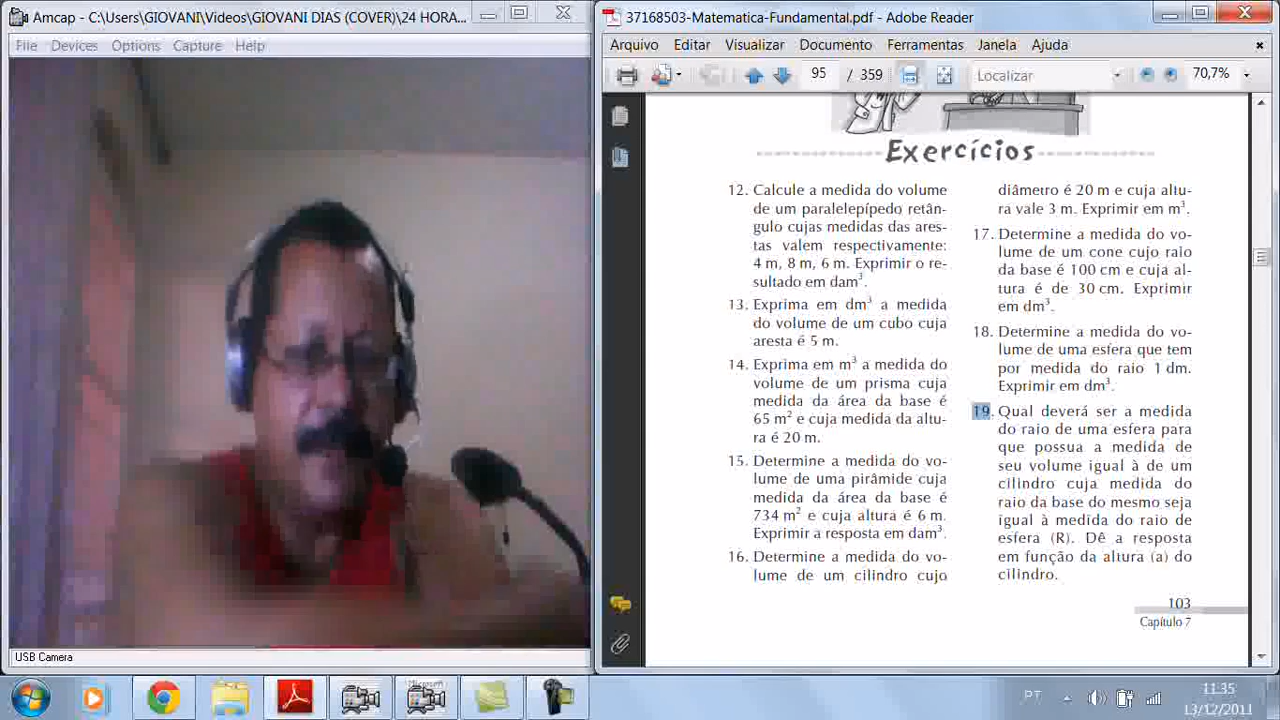 Amcap - C:\Users\GIOVANI\Videos\GIOVANI DIAS (COVER)\24 HORA...
File Devices Options Capture Help
USB Camera
37168503-Matematica-Fundamental.pdf - Adobe Reader
Arquivo Editar Visualizar Documento Ferramentas Janela Ajuda
95 / 359 Localizar 70,7%
Exercícios
12. Calcule a medida do volume
de um paralelepípedo retân-
gulo cujas medidas das ares-
tas valem respectivamente:
4 m, 8 m, 6 m. Exprimir o re-
sultado em dam³.
13. Exprima em dm³ a medida
do volume de um cubo cuja
aresta é 5 m.
14. Exprima em m³ a medida do
volume de um prisma cuja
medida da área da base é
65 m² e cuja medida da altu-
ra é 20 m.
15. Determine a medida do vo-
lume de uma pirâmide cuja
medida da área da base é
734 m² e cuja altura é 6 m.
Exprimir a resposta em dam³.
16. Determine a medida do vo-
lume de um cilindro cujo
diâmetro é 20 m e cuja altu-
ra vale 3 m. Exprimir em m³.
17. Determine a medida do vo-
lume de um cone cujo raio
da base é 100 cm e cuja al-
tura é de 30 cm. Exprimir
em dm³.
18. Determine a medida do vo-
lume de uma esfera que tem
por medida do raio 1 dm.
Exprimir em dm³.
19. Qual deverá ser a medida
do raio de uma esfera para
que possua a medida de
seu volume igual à de um
cilindro cuja medida do
raio da base do mesmo seja
igual à medida do raio de
esfera (R). Dê a resposta
em função da altura (a) do
cilindro.
103
Capítulo 7
PT
11:35
13/12/2011